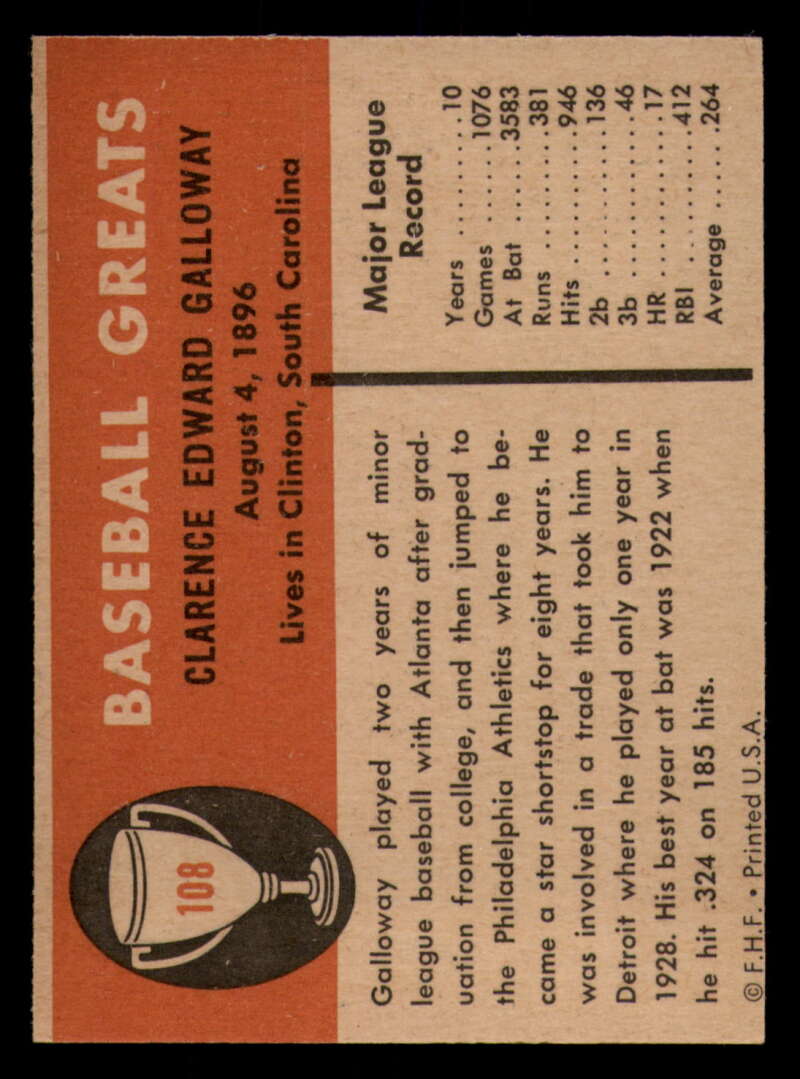 BASEBALL GREATS
CLARENCE EDWARD GALLOWAY
August 4, 1896
Lives in Clinton, South Carolina
108
Galloway played two years of minor
league baseball with Atlanta after grad-
uation from college, and then jumped to
the Philadelphia Athletics where he be-
came a star shortstop for eight years. He
was involved in a trade that took him to
Detroit where he played only one year in
1928. His best year at bat was 1922 when
he hit .324 on 185 hits.
© F.H.F. • Printed U.S.A.
Major League
Record
Years .........10
Games ......1076
At Bat ......3583
Runs ........381
Hits .........946
2b ..........136
3b ...........46
HR ...........17
RBI .........412
Average .....264